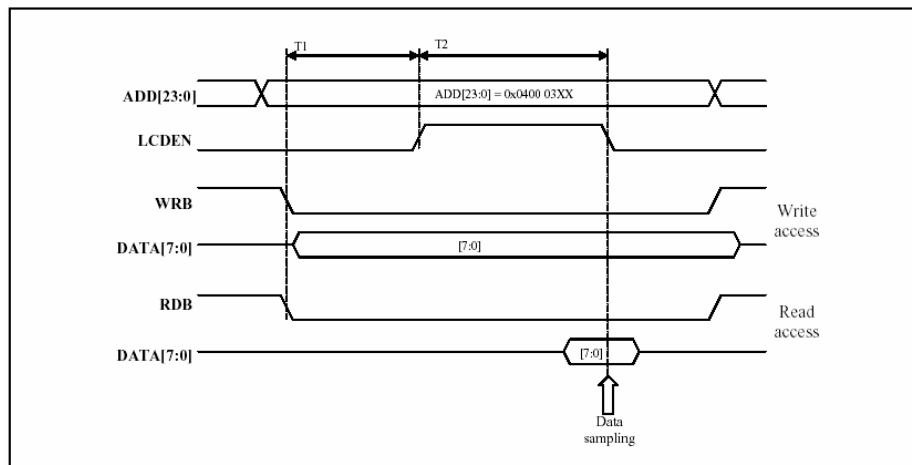 T1 T2
ADD[23:0] ADD[23:0] = 0x0400 03XX
LCDEN
WRB
Write
access
DATA[7:0] [7:0]
RDB
Read
access
DATA[7:0] [7:0]
Data
sampling